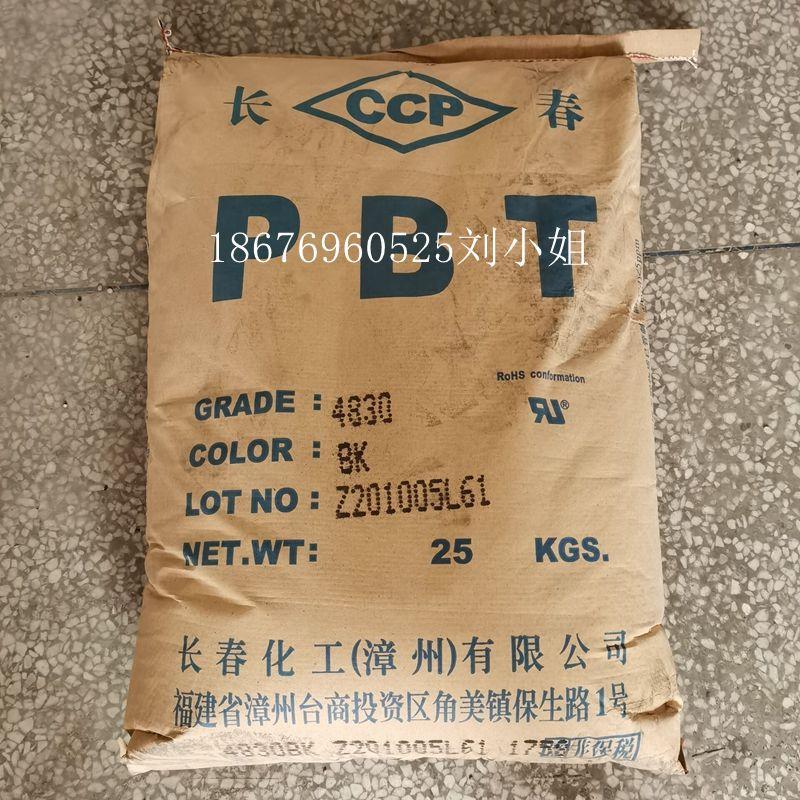 长 CCP 春
PBT
18676960525刘小姐
RoHS conformation
GRADE : 4830
COLOR : BK
LOT NO : Z201005L61
NET.WT: 25 KGS.
长春化工(漳州)有限公司
福建省漳州台商投资区角美镇保生路1号
4830BK Z201005L61 非保税